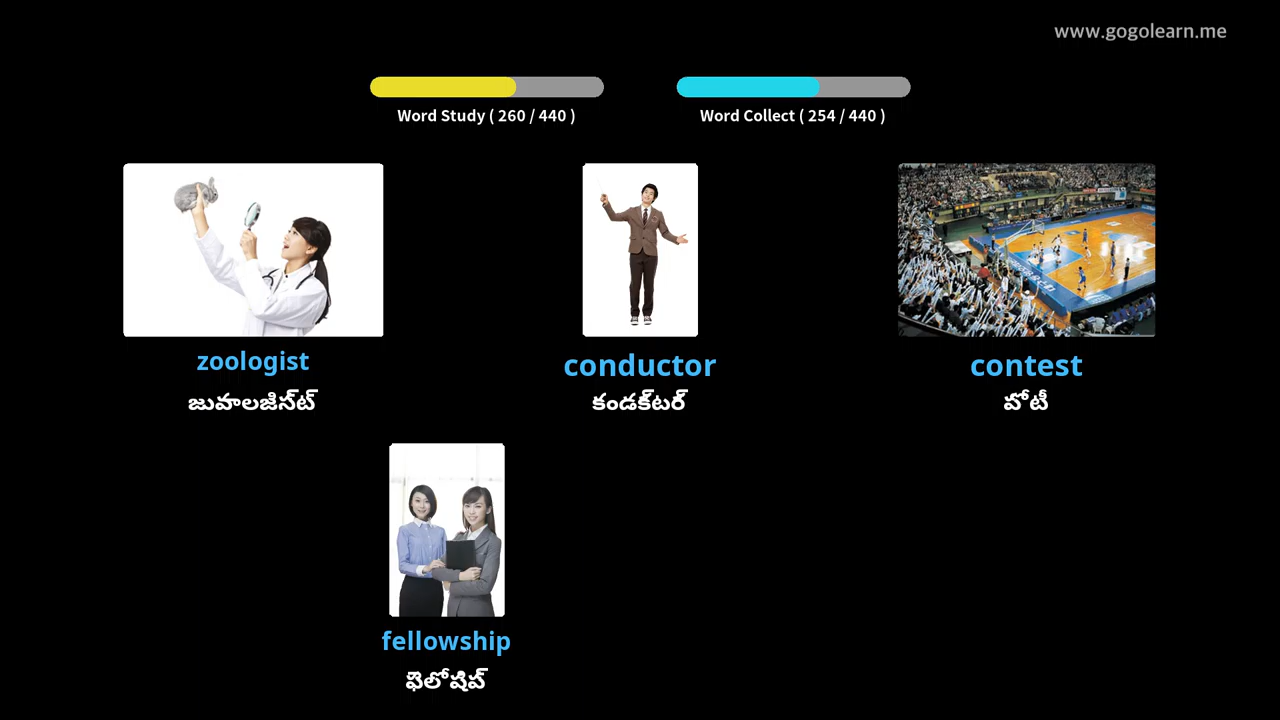 www.gogolearn.me
Word Study ( 260 / 440 )
Word Collect ( 254 / 440 )
zoologist
conductor
contest
జువాలజిస్ట్
కండక్టర్
పోటీ
fellowship
ఫెలోషిప్